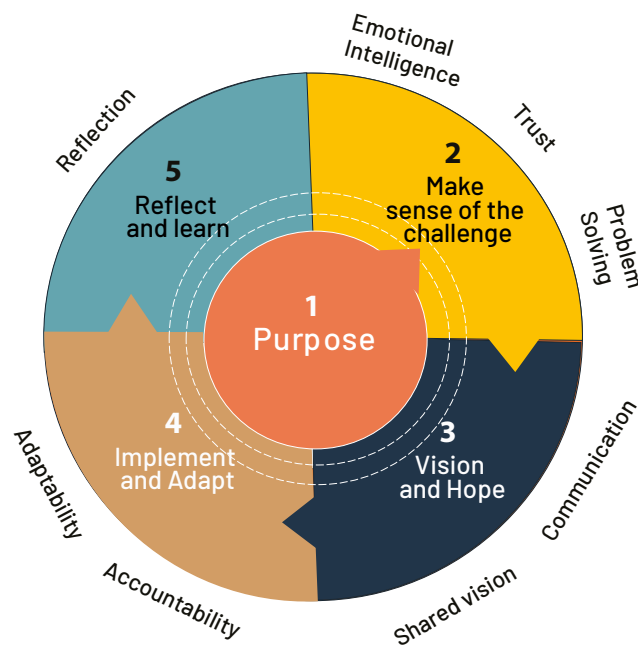 Emotional
Intelligence
Trust
Problem
Solving
Communication
Shared vision
Accountability
Adaptability
Reflection
1
Purpose
2
Make
sense of the
challenge
3
Vision
and Hope
4
Implement
and Adapt
5
Reflect
and learn